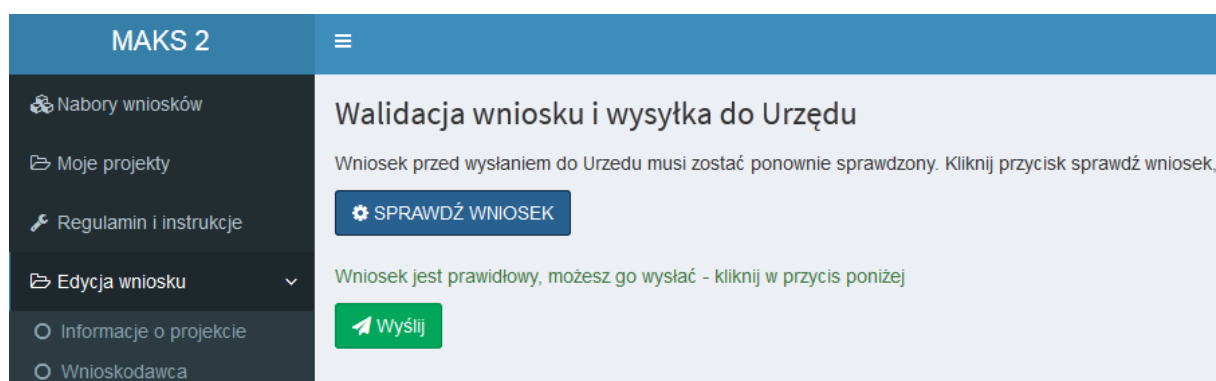 MAKS 2
Nabory wniosków
Moje projekty
Regulamin i instrukcje
Edycja wniosku
Informacje o projekcie
Wnioskodawca
Walidacja wniosku i wysyłka do Urzędu
Wniosek przed wysłaniem do Urzedu musi zostać ponownie sprawdzony. Kliknij przycisk sprawdź wniosek,
SPRAWDŹ WNIOSEK
Wniosek jest prawidłowy, możesz go wysłać - kliknij w przycis poniżej
Wyślij